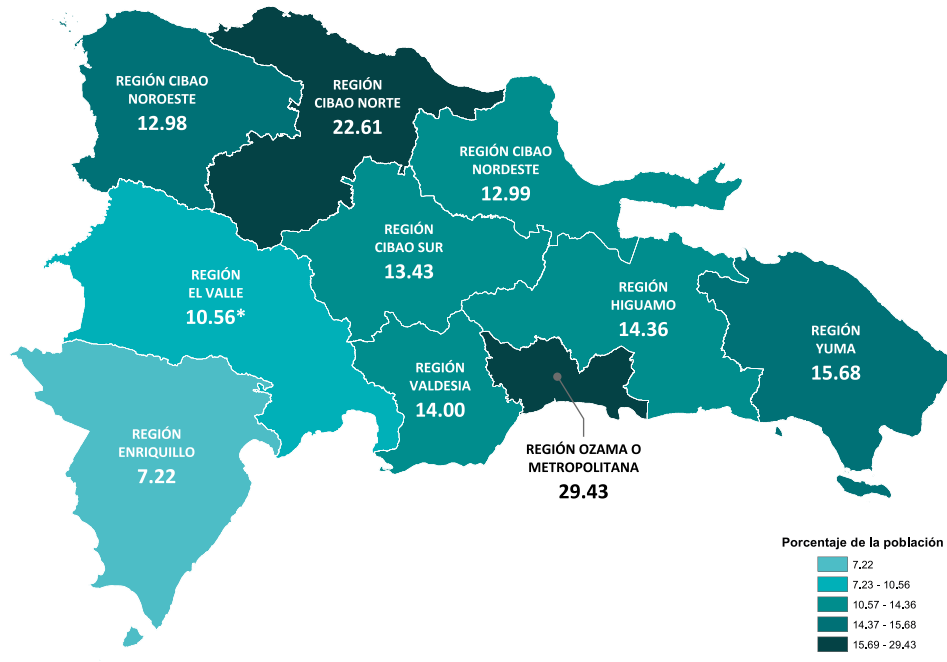 REGIÓN CIBAO
NOROESTE
12.98
REGIÓN
CIBAO NORTE
22.61
REGIÓN CIBAO
NORDESTE
12.99
REGIÓN
CIBAO SUR
13.43
REGIÓN
EL VALLE
10.56*
REGIÓN
HIGUAMO
14.36
REGIÓN
YUMA
15.68
REGIÓN
VALDESIA
14.00
REGIÓN
ENRIQUILLO
7.22
REGIÓN OZAMA O
METROPOLITANA
29.43
Porcentaje de la población
7.22
7.23 - 10.56
10.57 - 14.36
14.37 - 15.68
15.69 - 29.43